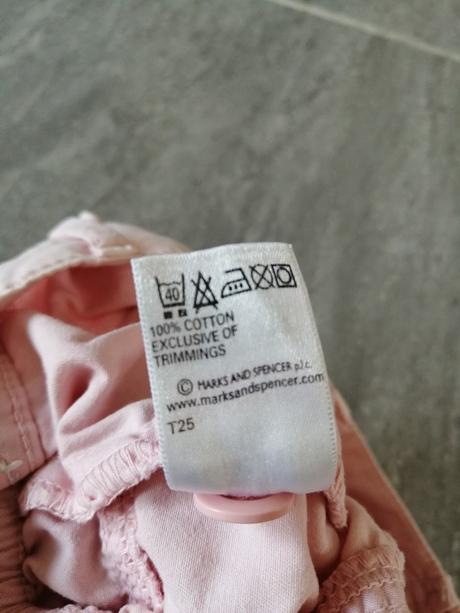 40
100% COTTON
EXCLUSIVE OF
TRIMMINGS
© MARKS AND SPENCER p.l.c.
www.marksandspencer.com
T25